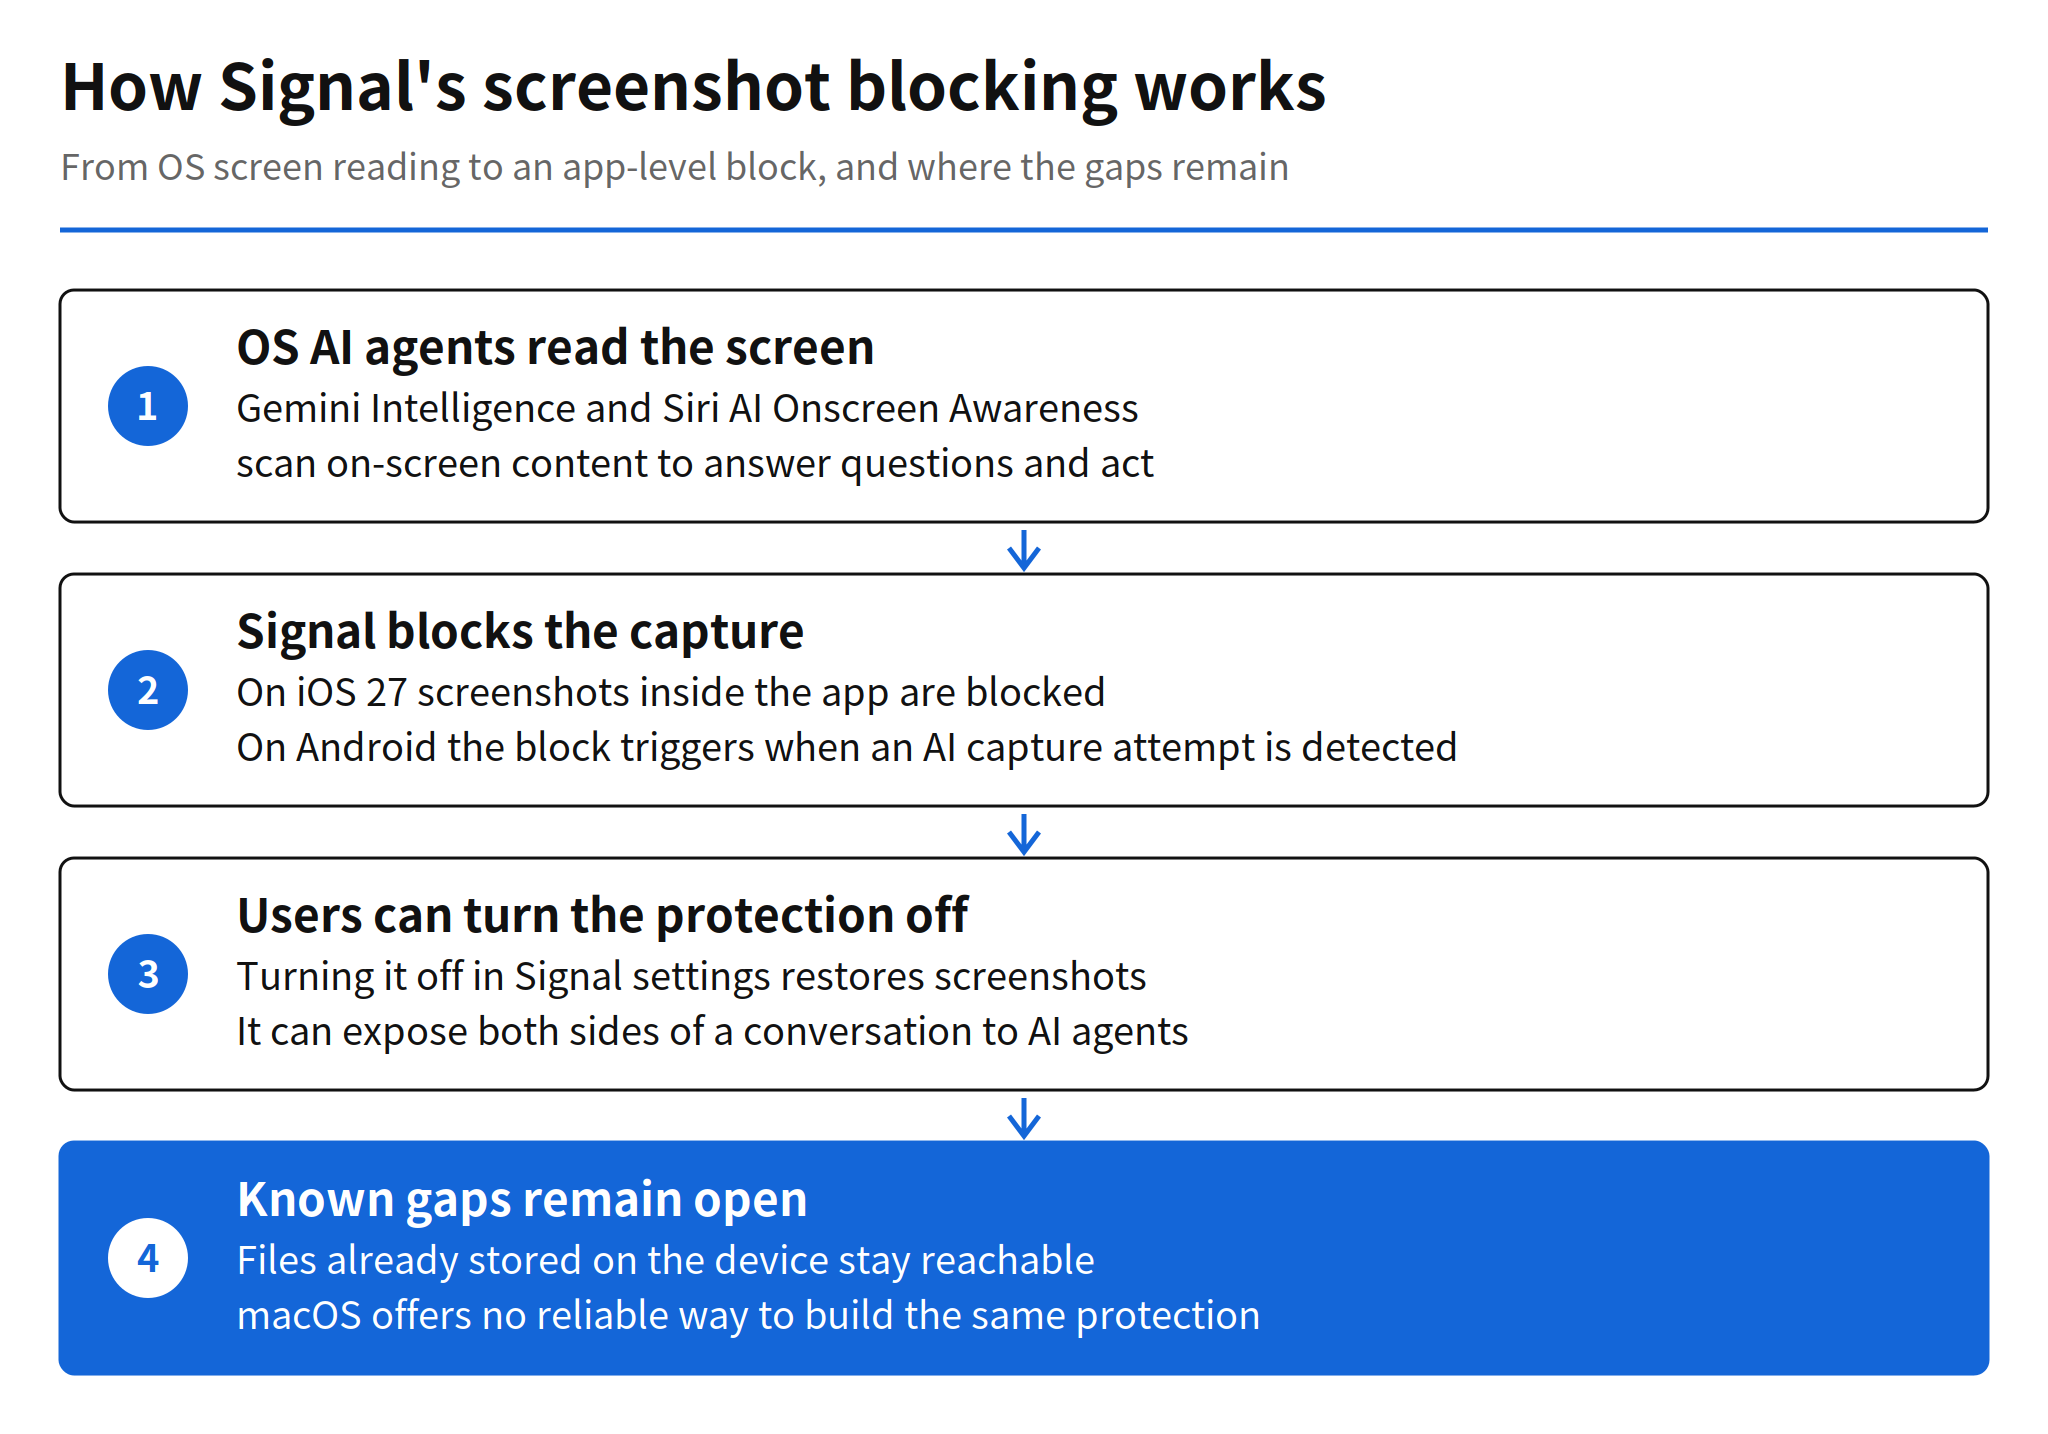 How Signal's screenshot blocking works
From OS screen reading to an app-level block, and where the gaps remain
1
OS AI agents read the screen
Gemini Intelligence and Siri AI Onscreen Awareness
scan on-screen content to answer questions and act
2
Signal blocks the capture
On iOS 27 screenshots inside the app are blocked
On Android the block triggers when an AI capture attempt is detected
3
Users can turn the protection off
Turning it off in Signal settings restores screenshots
It can expose both sides of a conversation to AI agents
4
Known gaps remain open
Files already stored on the device stay reachable
macOS offers no reliable way to build the same protection